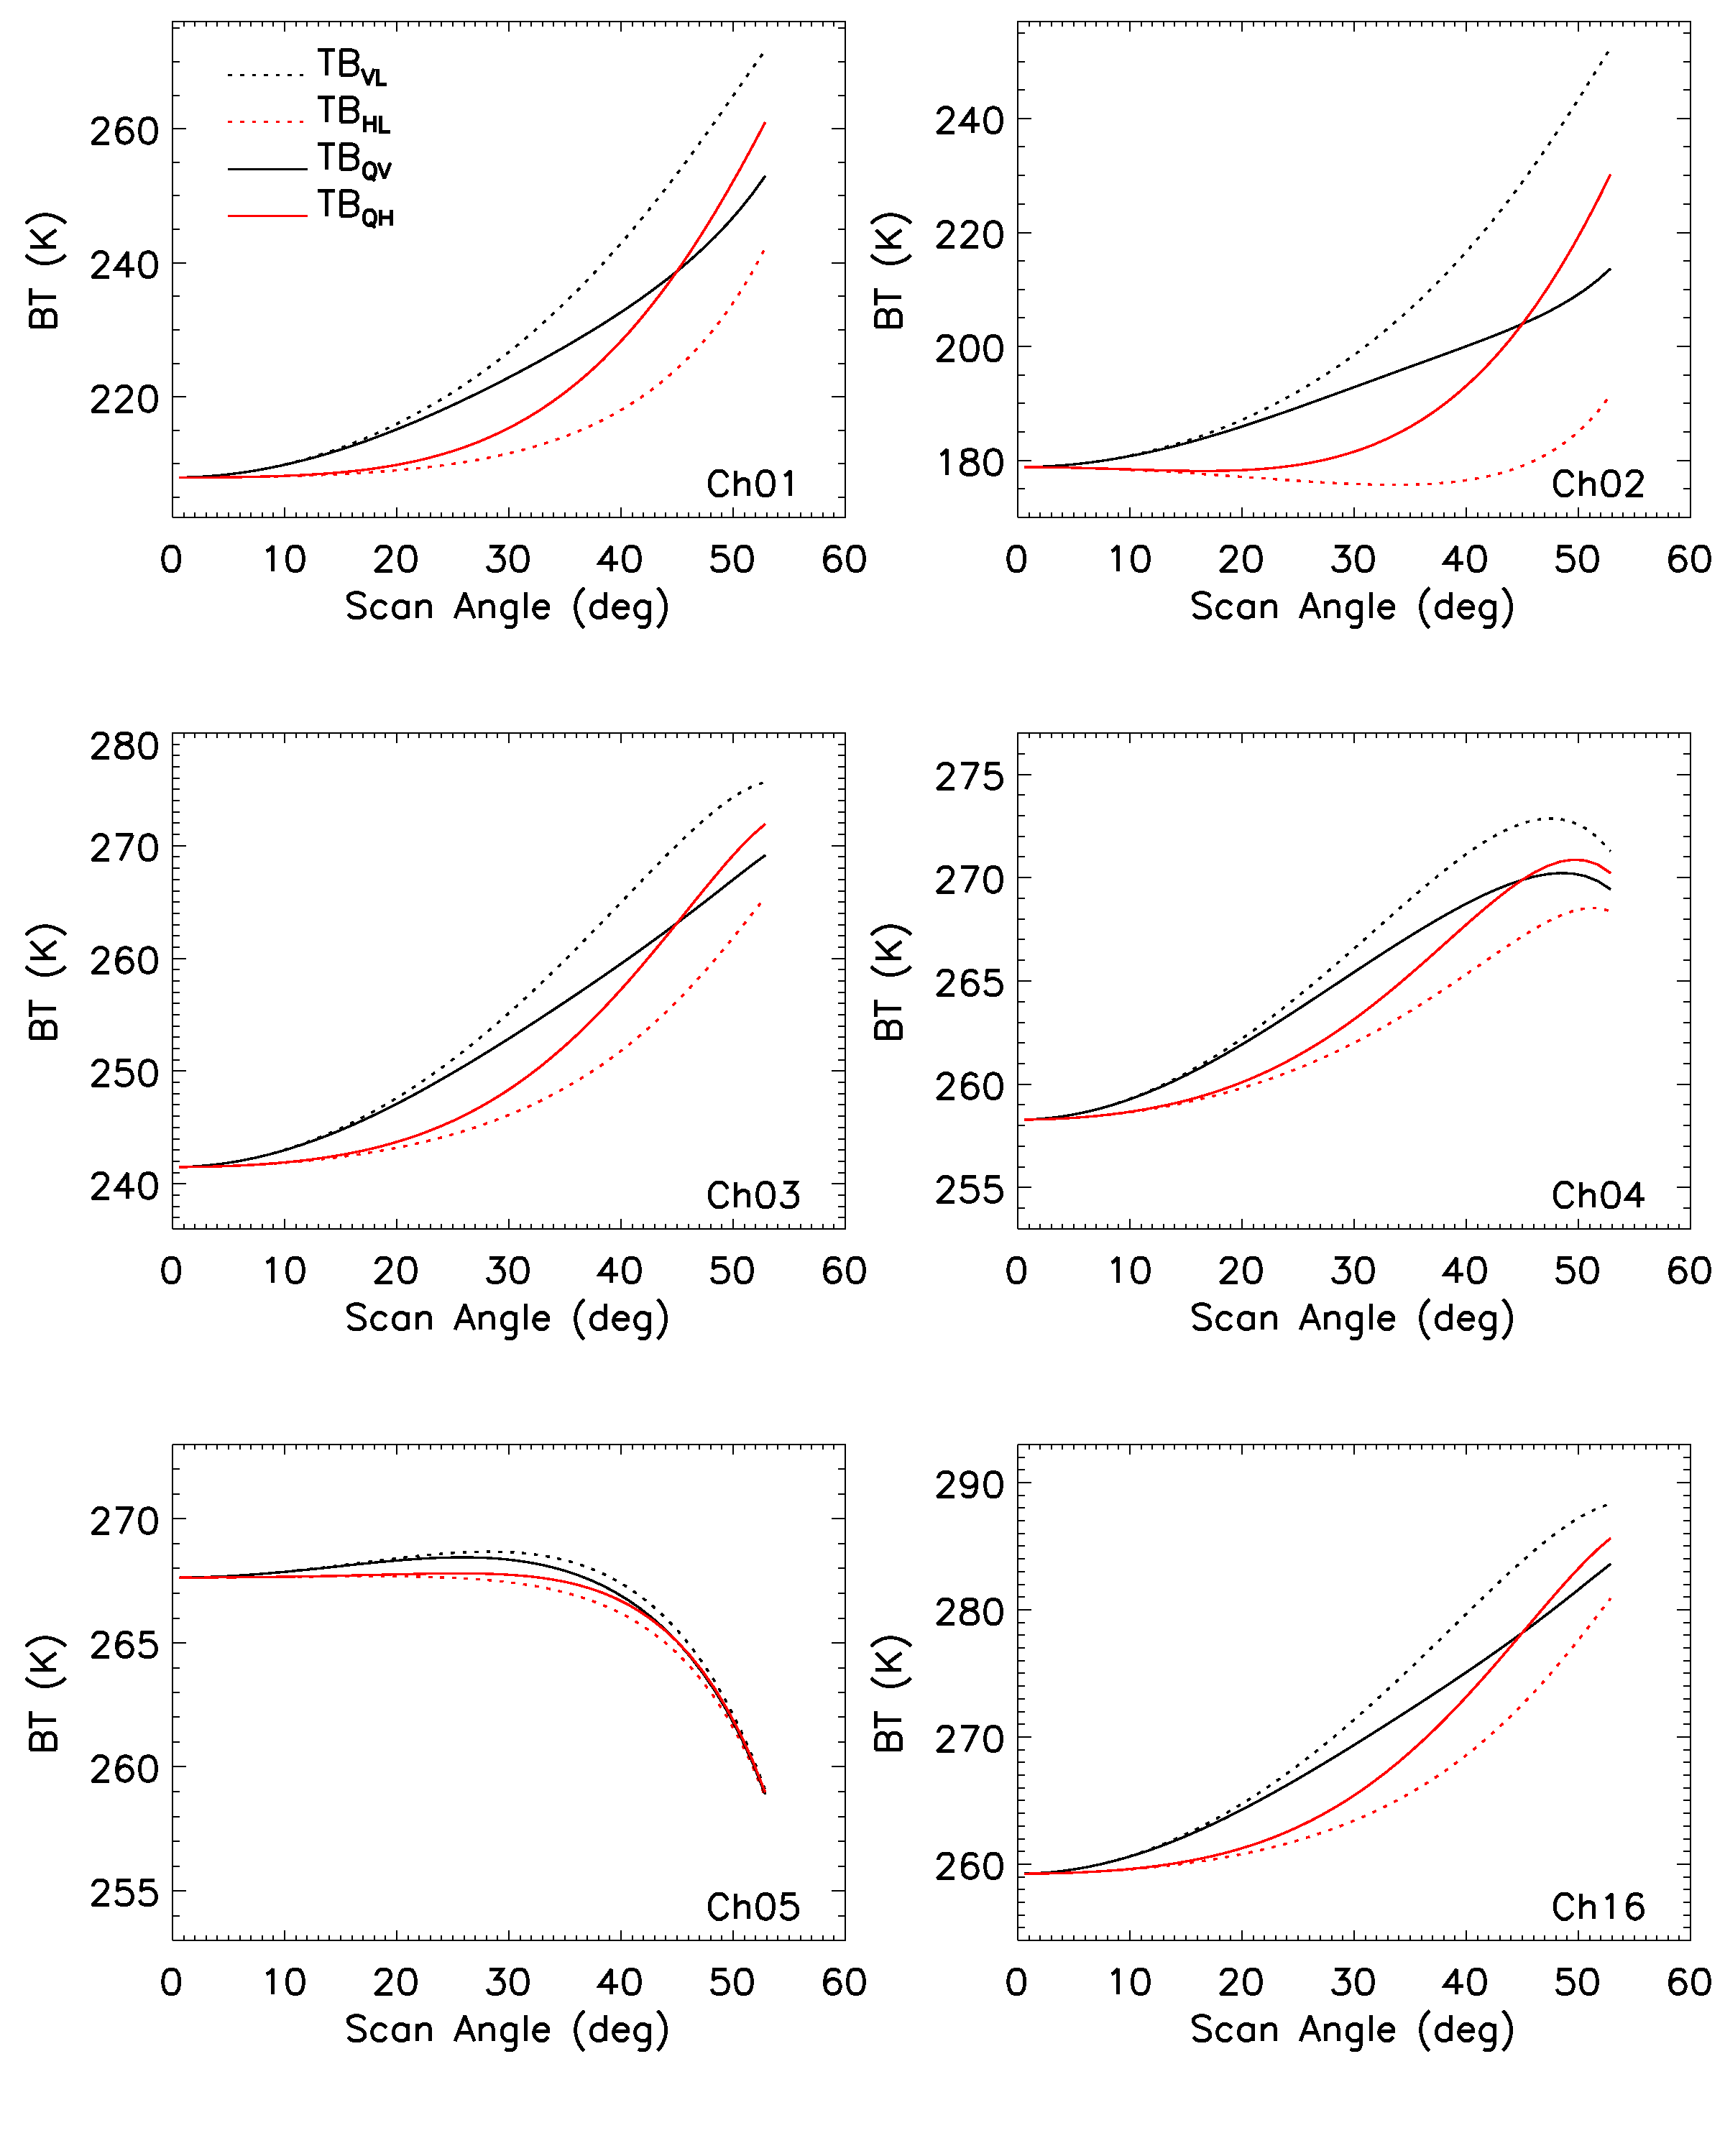 TB_VL
TB_HL
TB_QV
TB_QH
260
240
220
BT (K)
Ch01
0 10 20 30 40 50 60
Scan Angle (deg)
240
220
200
180
BT (K)
Ch02
0 10 20 30 40 50 60
Scan Angle (deg)
280
270
260
250
240
BT (K)
Ch03
0 10 20 30 40 50 60
Scan Angle (deg)
275
270
265
260
255
BT (K)
Ch04
0 10 20 30 40 50 60
Scan Angle (deg)
270
265
260
255
BT (K)
Ch05
0 10 20 30 40 50 60
Scan Angle (deg)
290
280
270
260
BT (K)
Ch16
0 10 20 30 40 50 60
Scan Angle (deg)